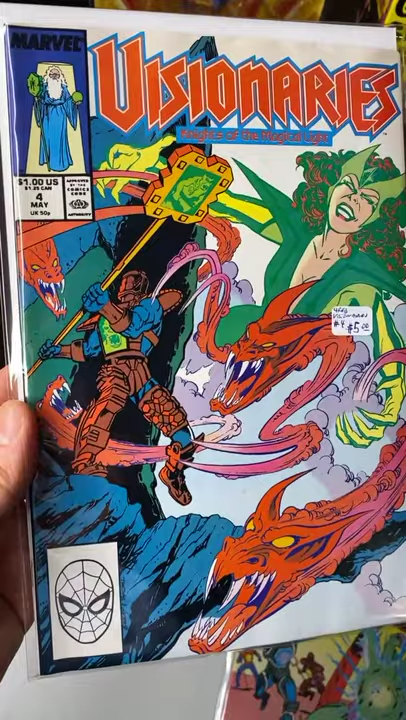 MARVEL
VISIONARIES
TM
Knights of the Magical Light
$1.00 US
$1.25 CAN
4
MAY
UK 50p
APPROVED
BY THE
COMICS
CODE
AUTHORITY
VISIONARIES
#4 $5.00